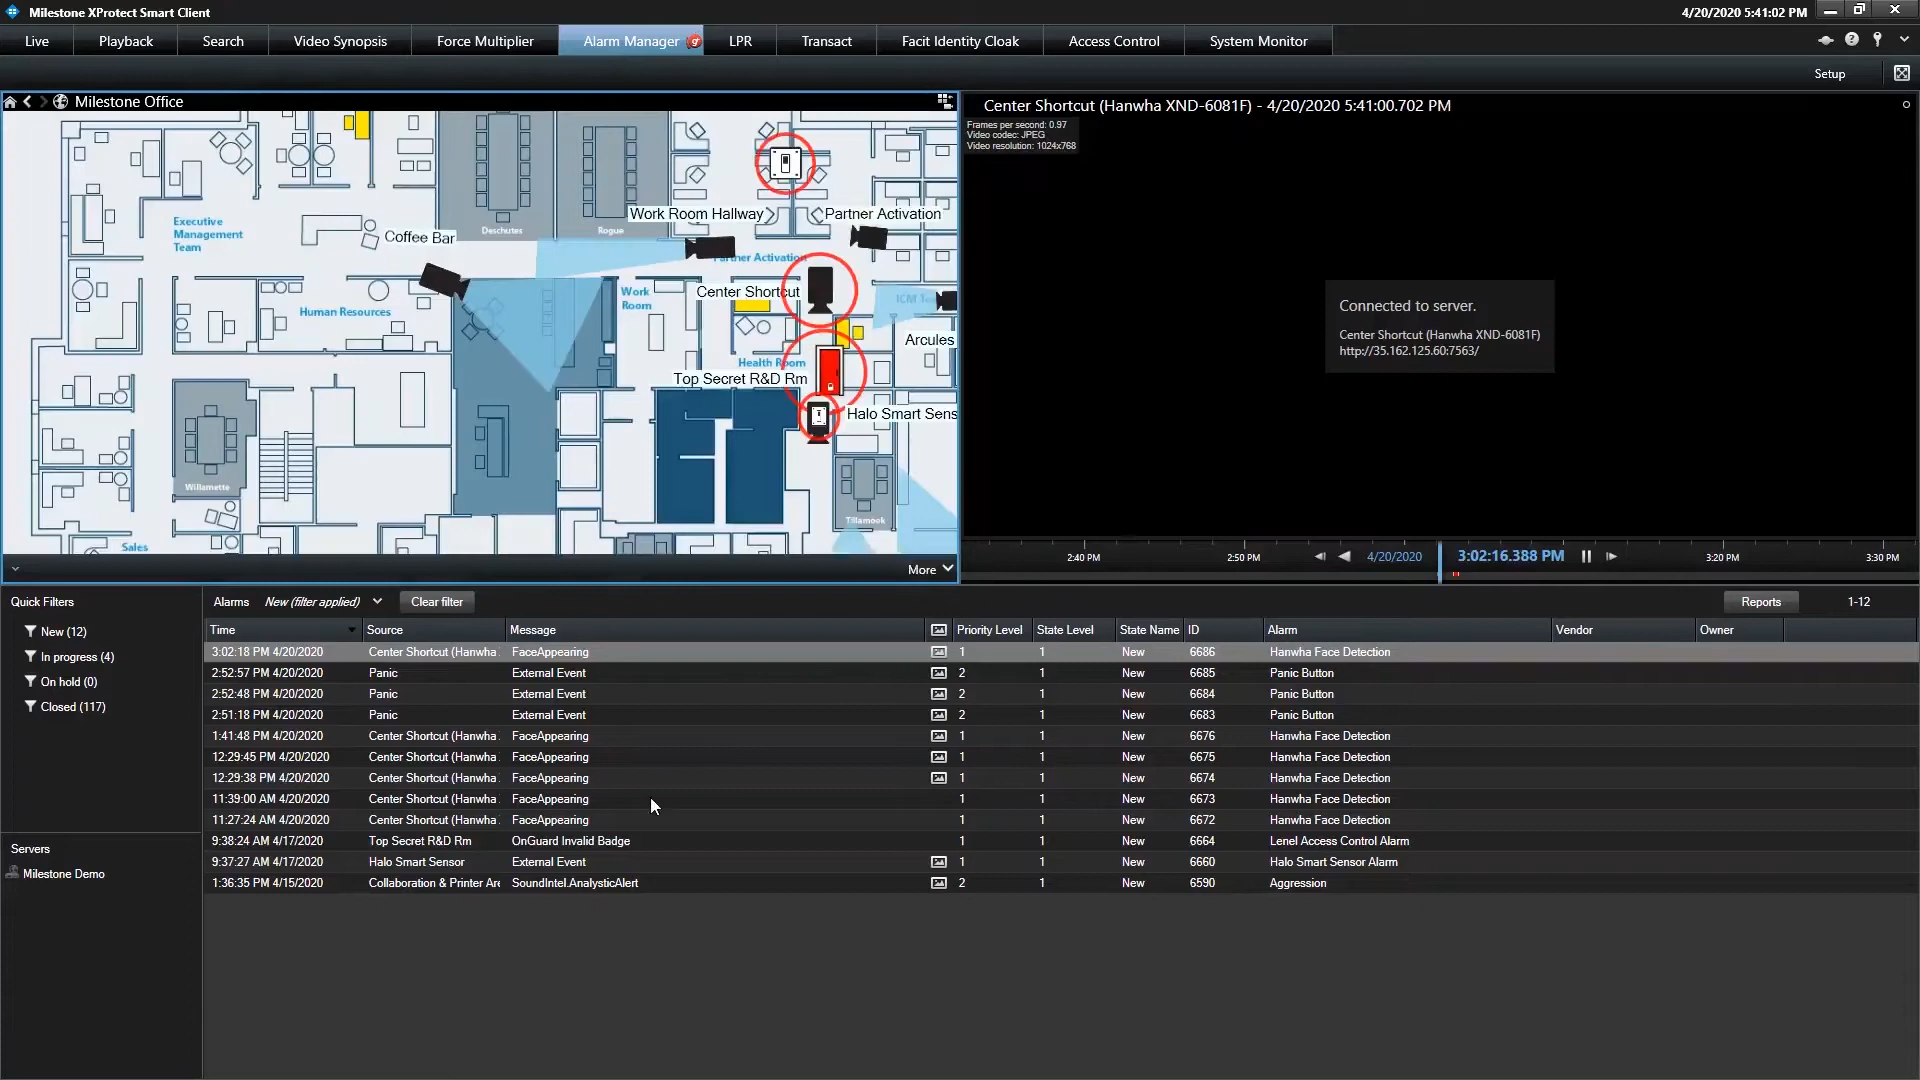 Milestone XProtect Smart Client
4/20/2020 5:41:02 PM
Live Playback Search Video Synopsis Force Multiplier Alarm Manager LPR Transact Facit Identity Cloak Access Control System Monitor
Setup
Milestone Office
Executive
Management
Team
Coffee Bar
Deschutes
Rogue
Work Room Hallway
Partner Activation
Partner Activation
Human Resources
Work
Room
Center Shortcut
Arcules
Health Room
Top Secret R&D Rm
Halo Smart Sens
Willamette
Tillamook
Sales
More
Center Shortcut (Hanwha XND-6081F) - 4/20/2020 5:41:00.702 PM
Frames per second: 0.97
Video codec: JPEG
Video resolution: 1024x768
Connected to server.
Center Shortcut (Hanwha XND-6081F)
http://35.162.125.60:7563/
2:40 PM 2:50 PM 4/20/2020 3:02:16.388 PM 3:20 PM 3:30 PM
Quick Filters
New (12)
In progress (4)
On hold (0)
Closed (117)
Servers
Milestone Demo
Alarms New (filter applied) Clear filter Reports 1-12
Time Source Message Priority Level State Level State Name ID Alarm Vendor Owner
3:02:18 PM 4/20/2020 Center Shortcut (Hanwha FaceAppearing 1 1 New 6686 Hanwha Face Detection
2:52:57 PM 4/20/2020 Panic External Event 2 1 New 6685 Panic Button
2:52:48 PM 4/20/2020 Panic External Event 2 1 New 6684 Panic Button
2:51:18 PM 4/20/2020 Panic External Event 2 1 New 6683 Panic Button
1:41:48 PM 4/20/2020 Center Shortcut (Hanwha FaceAppearing 1 1 New 6676 Hanwha Face Detection
12:29:45 PM 4/20/2020 Center Shortcut (Hanwha FaceAppearing 1 1 New 6675 Hanwha Face Detection
12:29:38 PM 4/20/2020 Center Shortcut (Hanwha FaceAppearing 1 1 New 6674 Hanwha Face Detection
11:39:00 AM 4/20/2020 Center Shortcut (Hanwha FaceAppearing 1 1 New 6673 Hanwha Face Detection
11:27:24 AM 4/20/2020 Center Shortcut (Hanwha FaceAppearing 1 1 New 6672 Hanwha Face Detection
9:38:24 AM 4/17/2020 Top Secret R&D Rm OnGuard Invalid Badge 1 1 New 6664 Lenel Access Control Alarm
9:37:27 AM 4/17/2020 Halo Smart Sensor External Event 1 1 New 6660 Halo Smart Sensor Alarm
1:36:35 PM 4/15/2020 Collaboration & Printer Are SoundIntel.AnalysticAlert 2 1 New 6590 Aggression